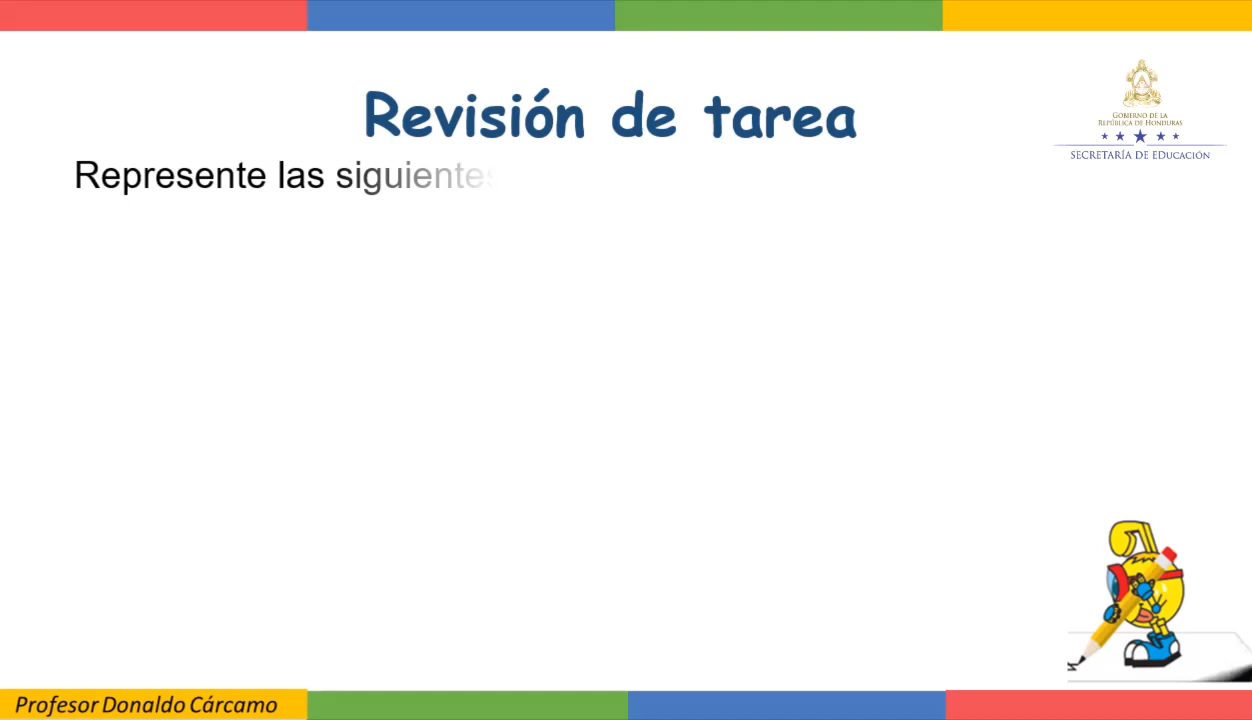 Revisión de tarea
GOBIERNO DE LA
REPÚBLICA DE HONDURAS
SECRETARÍA DE EDUCACIÓN
Represente las siguientes
Profesor Donaldo Cárcamo